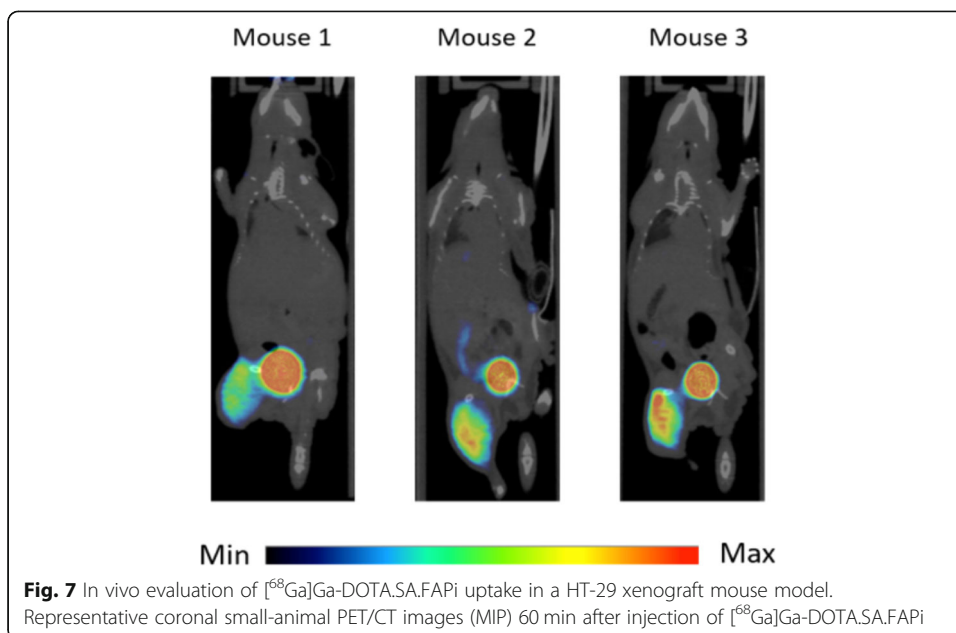 Mouse 1 Mouse 2 Mouse 3
Min Max
Fig. 7 In vivo evaluation of [⁶⁸Ga]Ga-DOTA.SA.FAPi uptake in a HT-29 xenograft mouse model.
Representative coronal small-animal PET/CT images (MIP) 60 min after injection of [⁶⁸Ga]Ga-DOTA.SA.FAPi